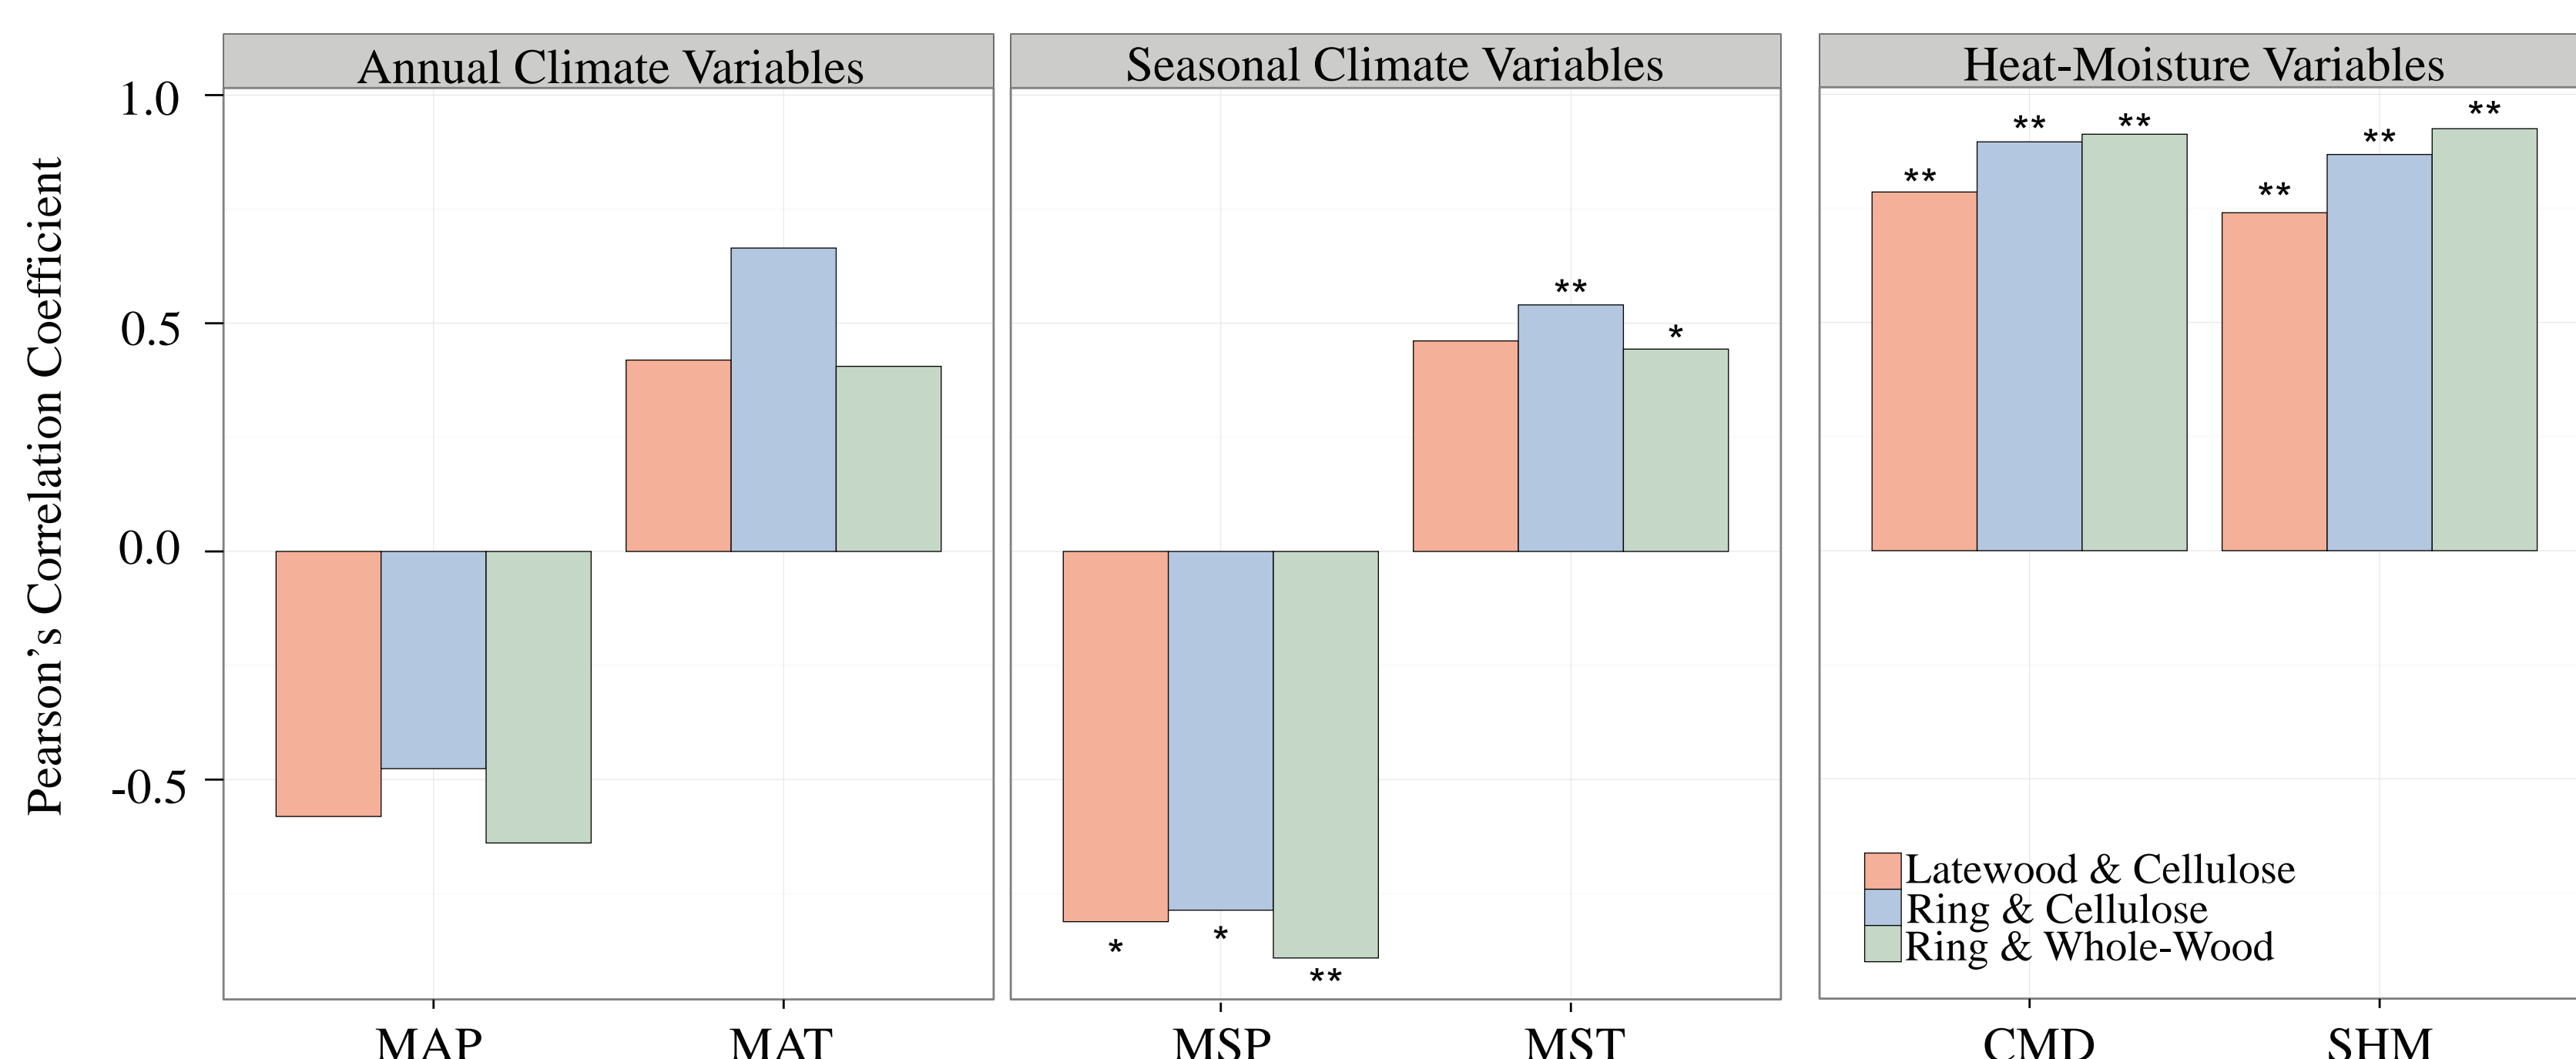 Annual Climate Variables
Seasonal Climate Variables
Heat-Moisture Variables
Pearson’s Correlation Coefficient
1.0
0.5
0.0
-0.5
**
**
**
**
**
**
**
*
*
*
**
Latewood & Cellulose
Ring & Cellulose
Ring & Whole-Wood
MAP
MAT
MSP
MST
CMD
SHM